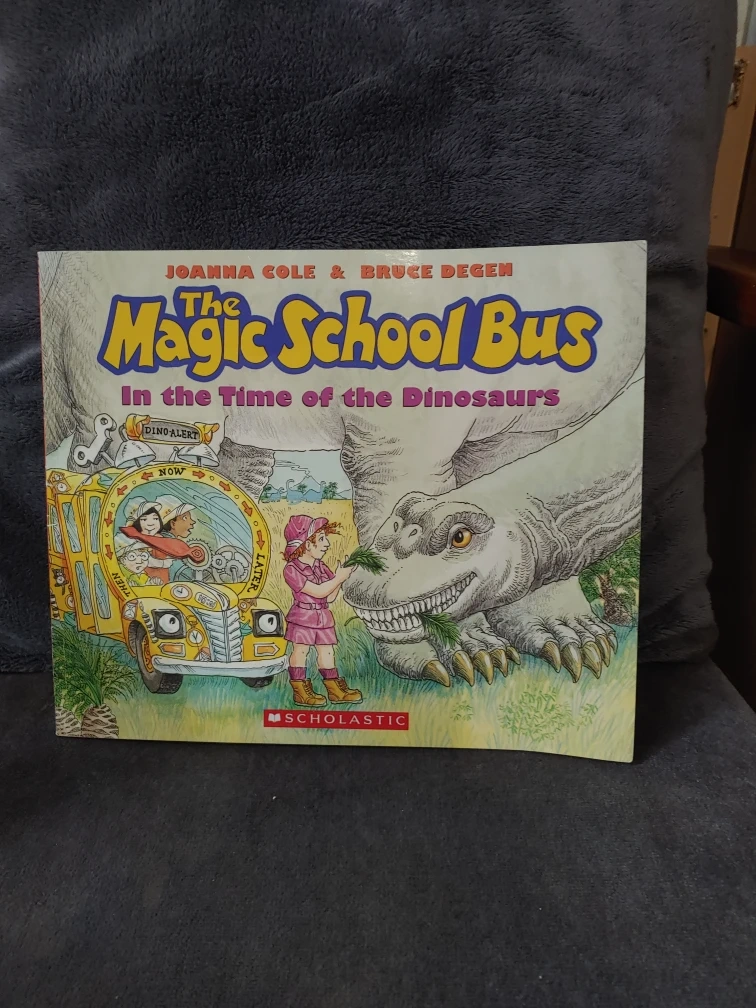 JOANNA COLE & BRUCE DEGEN
The
Magic School Bus
In the Time of the Dinosaurs
DINO-ALERT
NOW
THEN
LATER
SCHOLASTIC